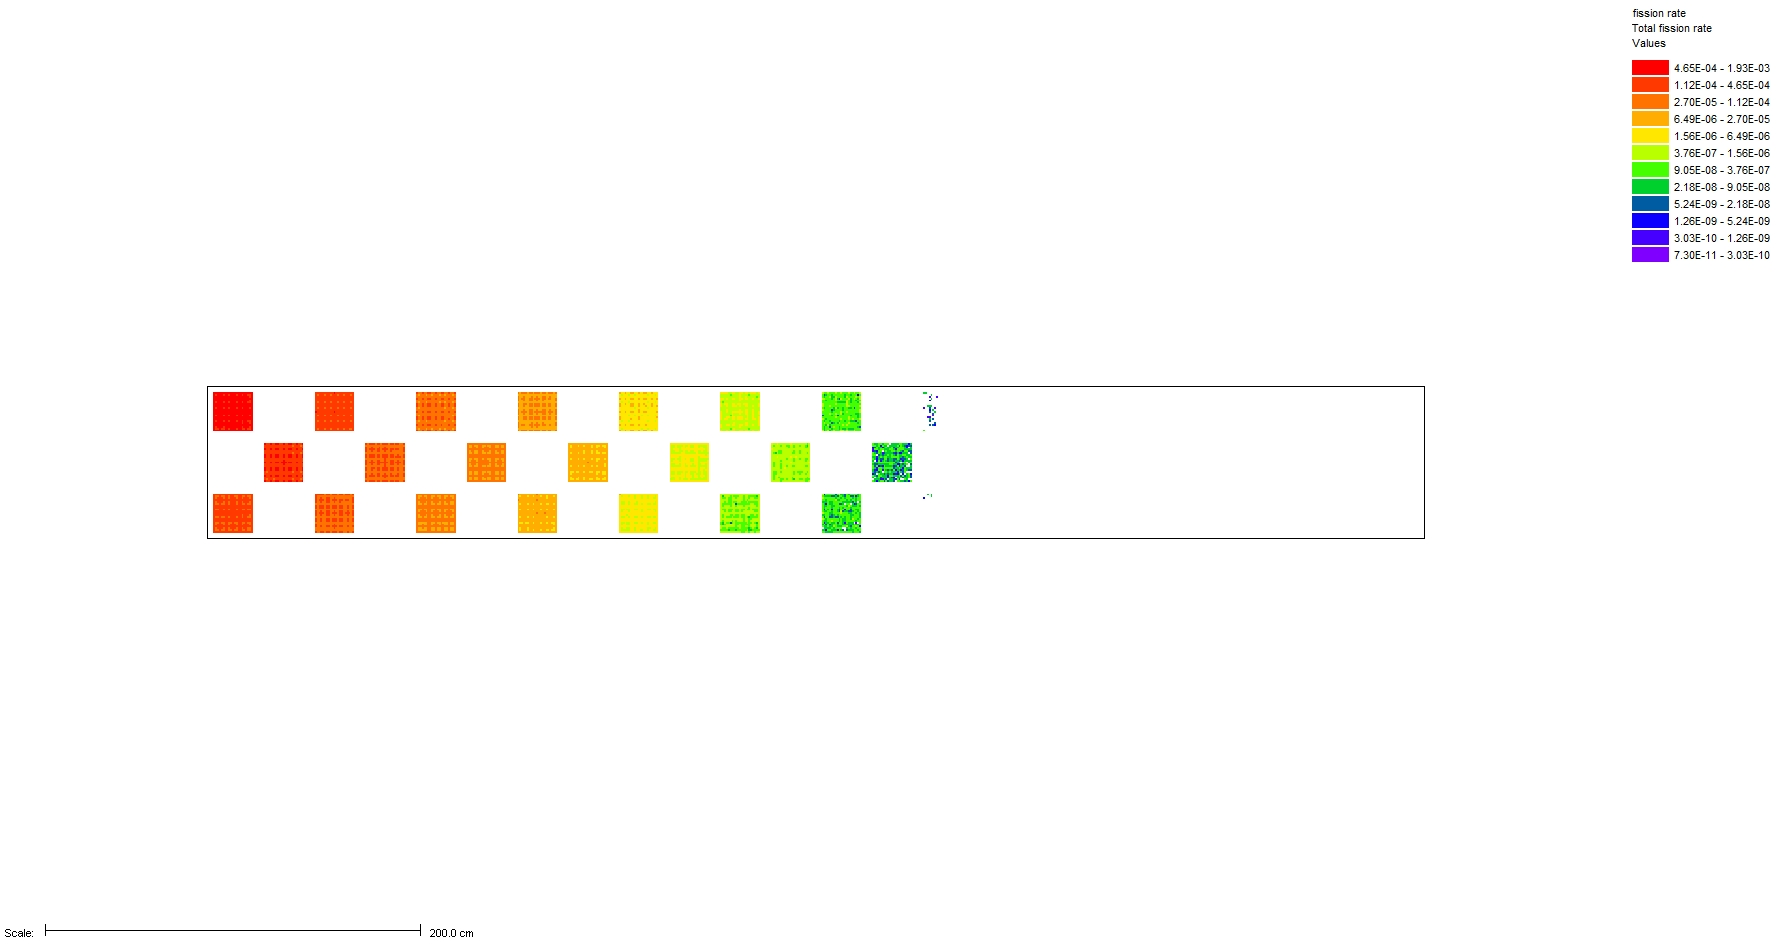 fission rate
Total fission rate
Values
4.65E-04 - 1.93E-03
1.12E-04 - 4.65E-04
2.70E-05 - 1.12E-04
6.49E-06 - 2.70E-05
1.56E-06 - 6.49E-06
3.76E-07 - 1.56E-06
9.05E-08 - 3.76E-07
2.18E-08 - 9.05E-08
5.24E-09 - 2.18E-08
1.26E-09 - 5.24E-09
3.03E-10 - 1.26E-09
7.30E-11 - 3.03E-10
Scale: 200.0 cm